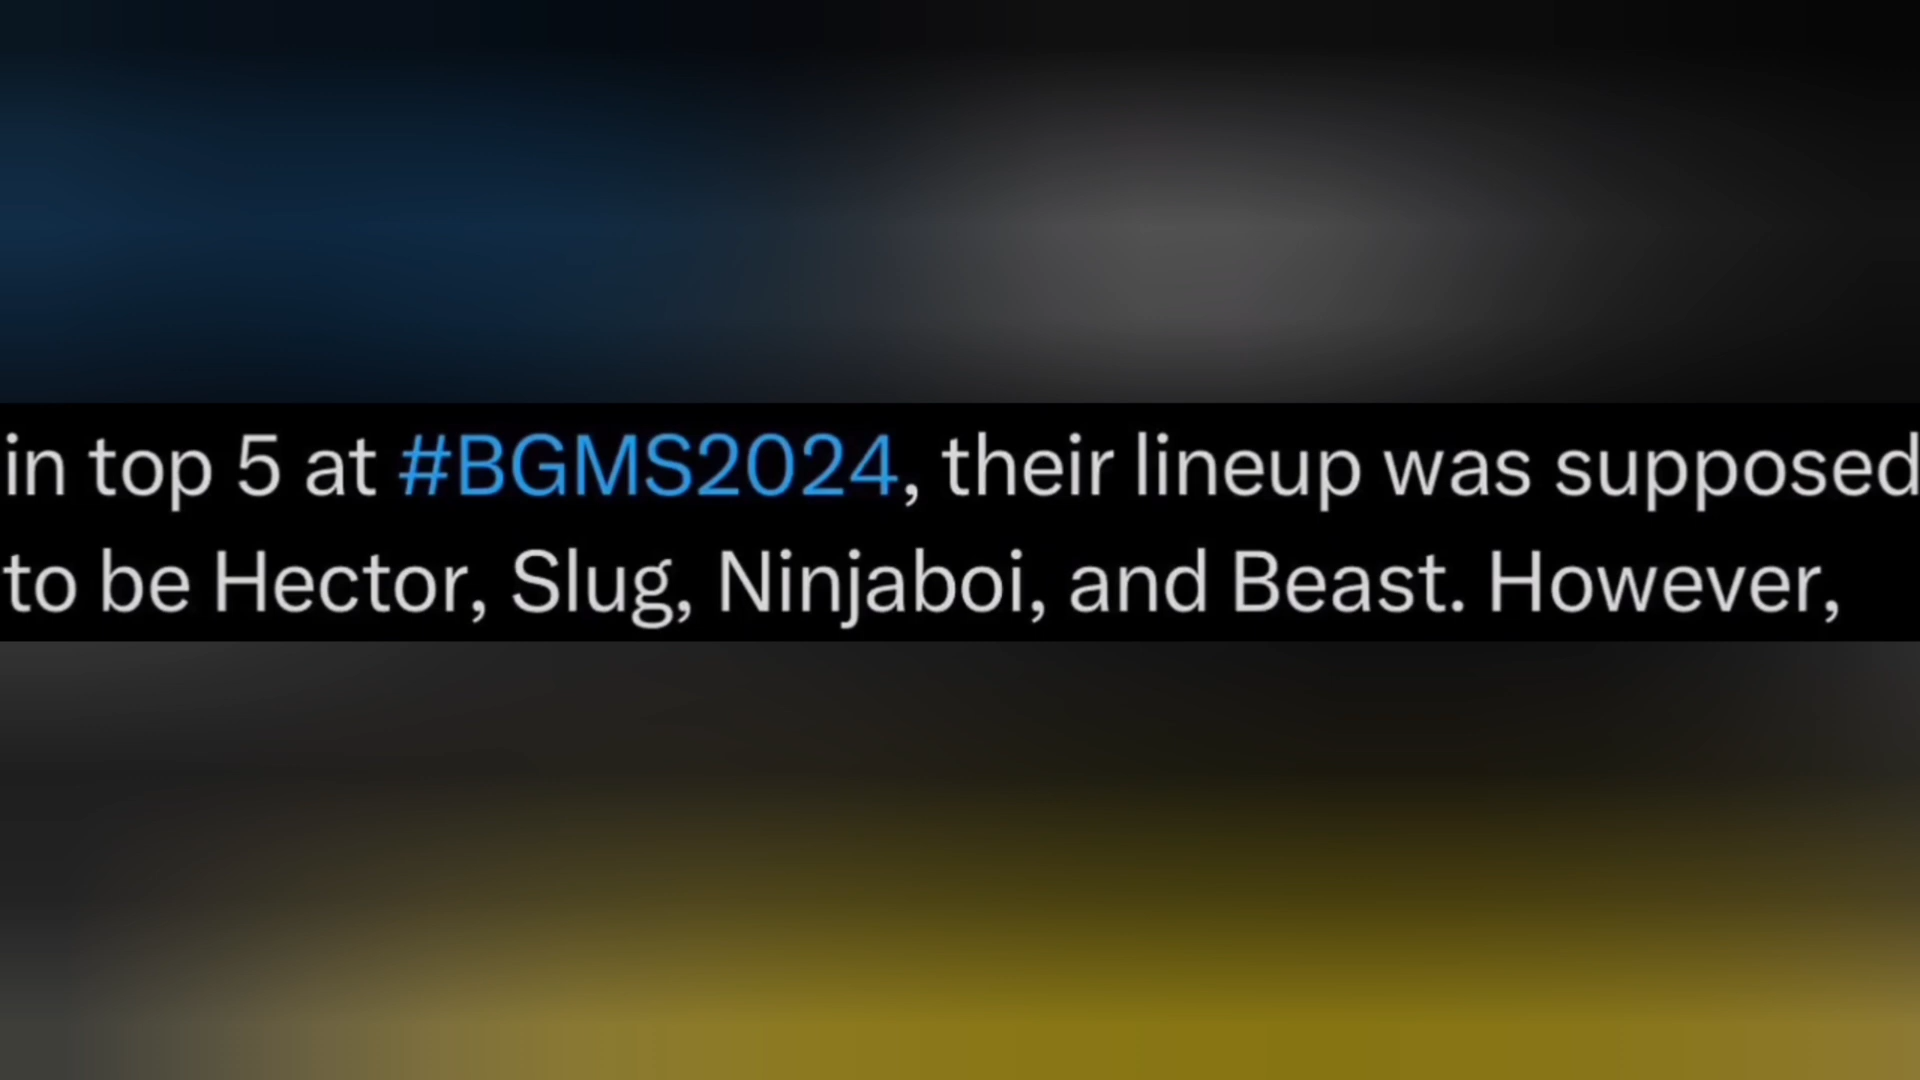 in top 5 at #BGMS2024, their lineup was supposed
to be Hector, Slug, Ninjaboi, and Beast. However,